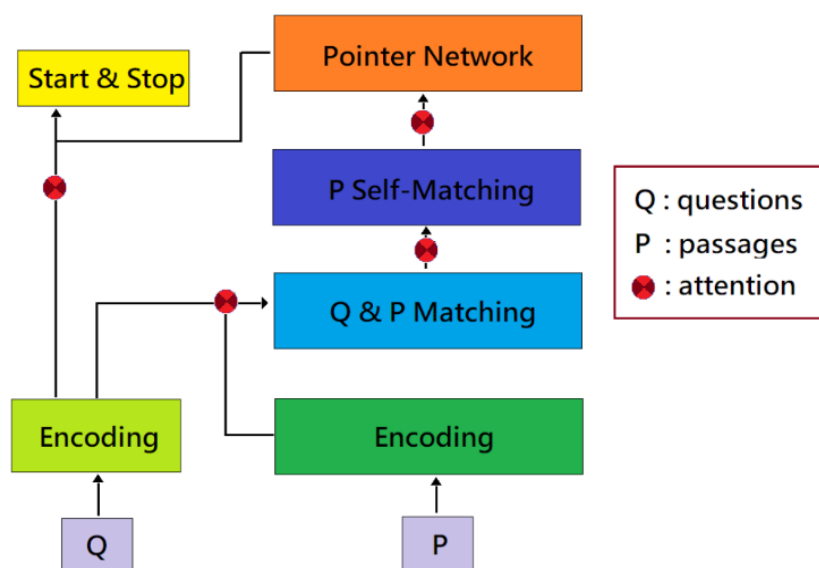 Pointer Network
Start & Stop
P Self-Matching
Q : questions
P : passages
: attention
Q & P Matching
Encoding
Encoding
Q
P